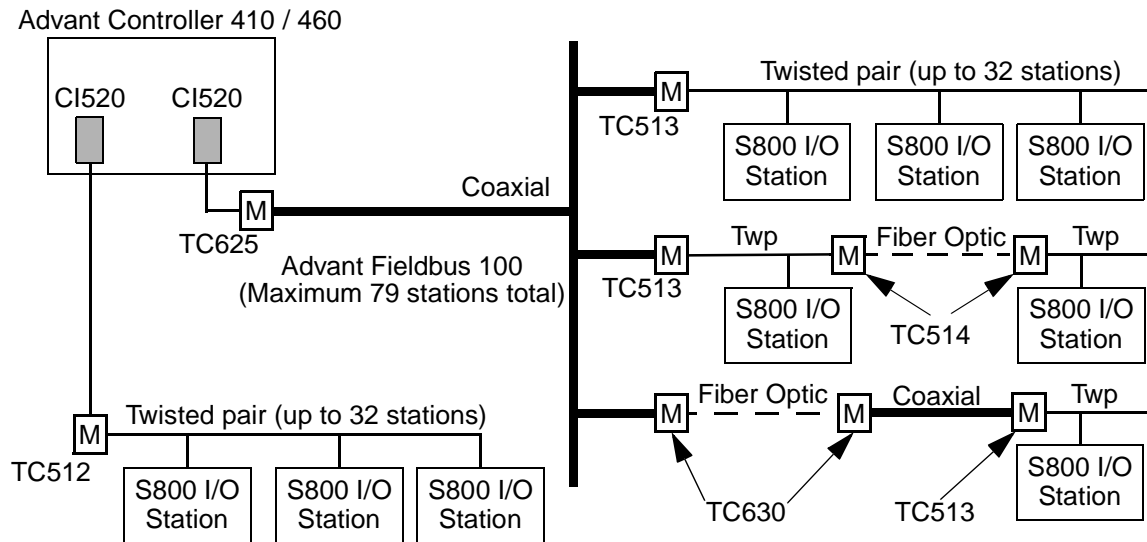 Advant Controller 410 / 460
CI520
CI520
M
TC625
Coaxial
Advant Fieldbus 100
(Maximum 79 stations total)
M
TC512
Twisted pair (up to 32 stations)
S800 I/O
Station
S800 I/O
Station
S800 I/O
Station
M
TC513
Twisted pair (up to 32 stations)
S800 I/O
Station
S800 I/O
Station
S800 I/O
Station
M
TC513
Twp
S800 I/O
Station
M
Fiber Optic
M
TC514
Twp
S800 I/O
Station
M
Fiber Optic
M
TC630
Coaxial
M
TC513
Twp
S800 I/O
Station